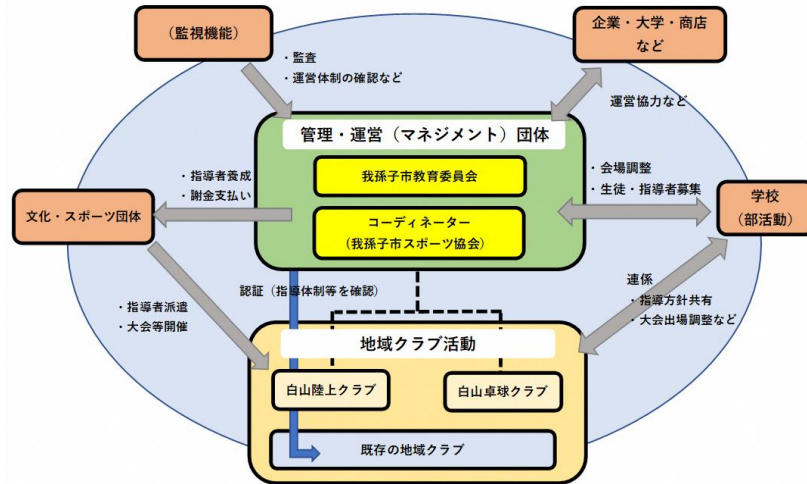 （監視機能）
・監査
・運営体制の確認など
企業・大学・商店
など
運営協力など
管理・運営（マネジメント）団体
我孫子市教育委員会
コーディネーター
（我孫子市スポーツ協会）
・指導者養成
・謝金支払い
文化・スポーツ団体
・会場調整
・生徒・指導者募集
学校
（部活動）
認証（指導体制等を確認）
・指導者派遣
・大会等開催
連係
・指導方針共有
・大会出場調整など
地域クラブ活動
白山陸上クラブ
白山卓球クラブ
既存の地域クラブ